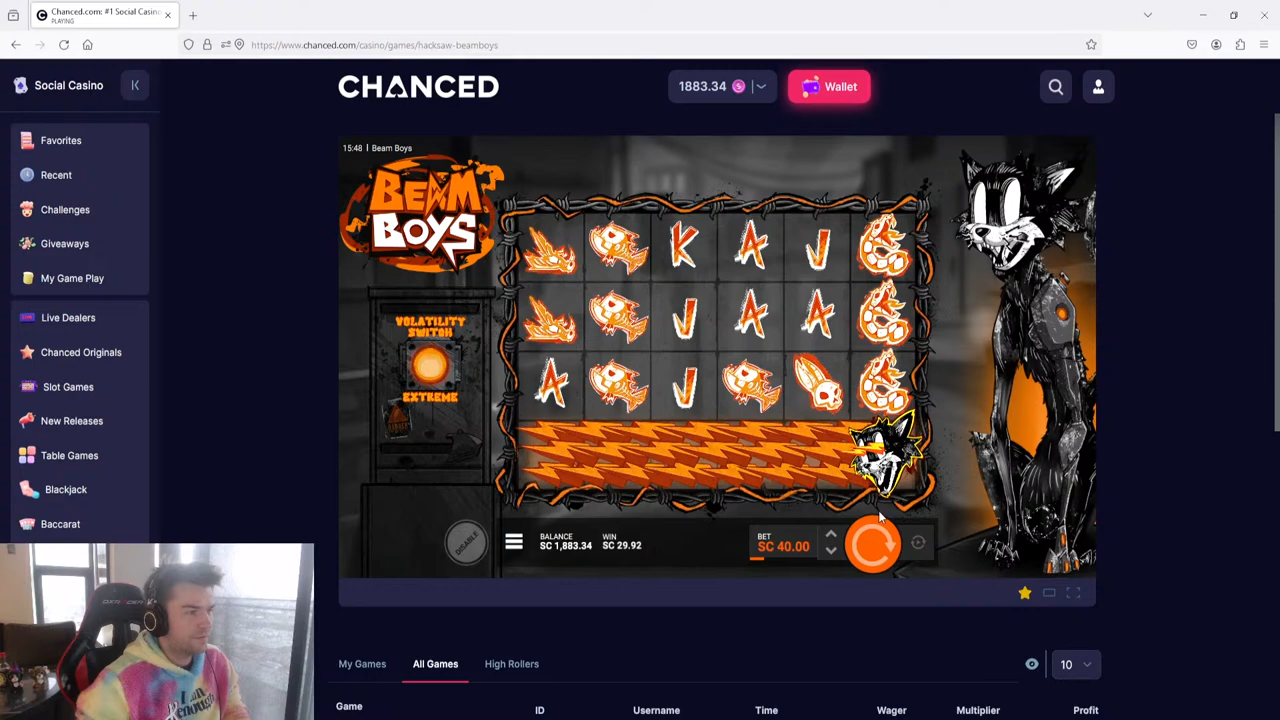 Chanced.com: #1 Social Casino
PLAYING
https://www.chanced.com/casino/games/hacksaw-beamboys
Social Casino
CHANCED
1883.34
Wallet
Favorites
Recent
Challenges
Giveaways
My Game Play
Live Dealers
Chanced Originals
Slot Games
New Releases
Table Games
Blackjack
Baccarat
15:48 | Beam Boys
BEAM
BOYS
K A J
J A A
A J
VOLATILITY
SWITCH
EXTREME
DISABLE
BALANCE
SC 1,883.34
WIN
SC 29.92
BET
SC 40.00
I am
enough
My Games
All Games
High Rollers
10
Game
ID
Username
Time
Wager
Multiplier
Profit